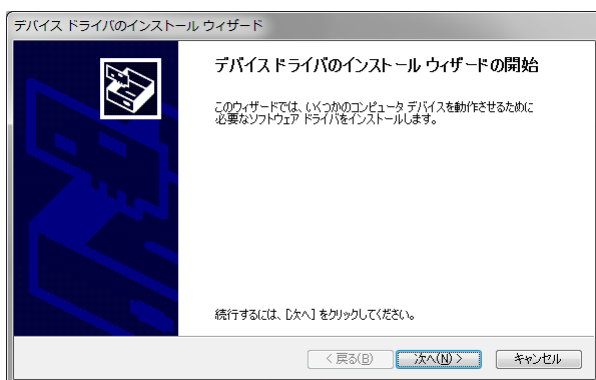 デバイス ドライバのインストール ウィザード
デバイス ドライバのインストール ウィザードの開始
このウィザードでは、いくつかのコンピュータ デバイスを動作させるために
必要なソフトウェア ドライバをインストールします。
続行するには、[次へ] をクリックしてください。
< 戻る(B) 次へ(N) > キャンセル